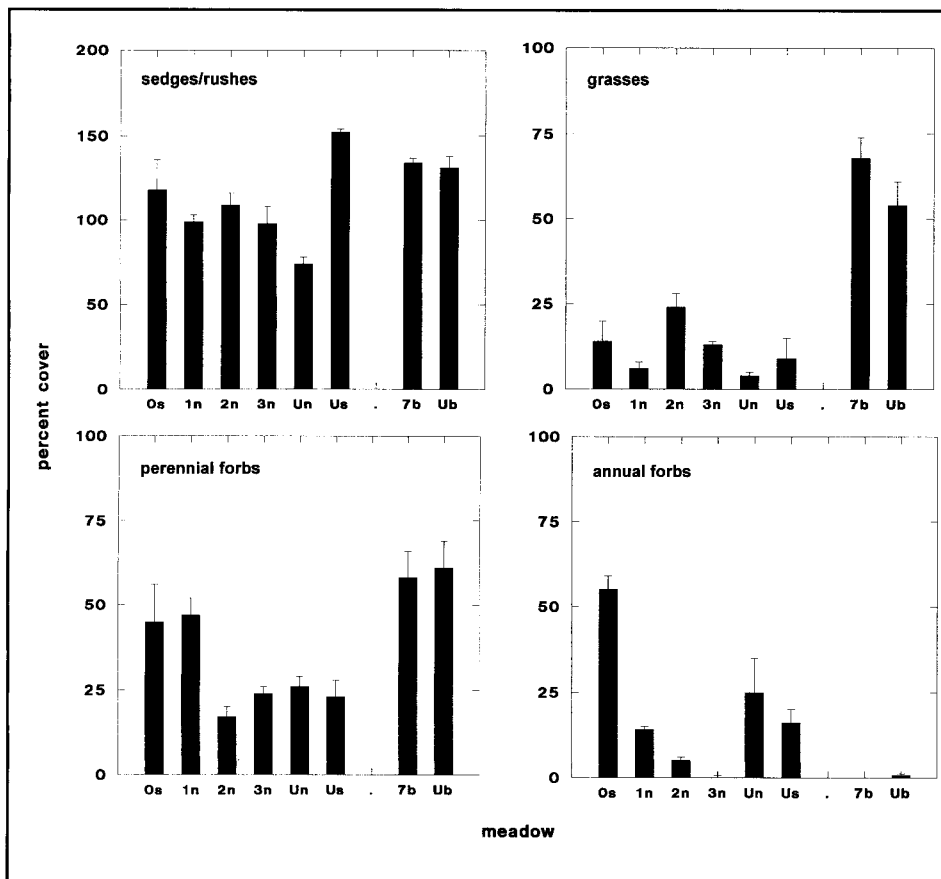 sedges/rushes
200
150
100
50
0
Os 1n 2n 3n Un Us . 7b Ub
grasses
100
75
50
25
0
Os 1n 2n 3n Un Us . 7b Ub
percent cover
perennial forbs
100
75
50
25
0
Os 1n 2n 3n Un Us . 7b Ub
annual forbs
100
75
50
25
0
Os 1n 2n 3n Un Us . 7b Ub
meadow